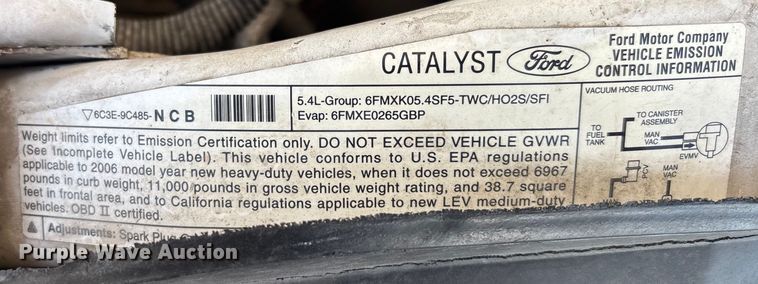 CATALYST
Ford
Ford Motor Company
VEHICLE EMISSION
CONTROL INFORMATION
▽6C3E-9C485-NCB
5.4L-Group: 6FMXK05.4SF5-TWC/HO2S/SFI
Evap: 6FMXE0265GBP
Weight limits refer to Emission Certification only. DO NOT EXCEED VEHICLE GVWR
(See Incomplete Vehicle Label). This vehicle conforms to U.S. EPA regulations
applicable to 2006 model year new heavy-duty vehicles, when it does not exceed 6967
pounds in curb weight, 11,000 pounds in gross vehicle weight rating, and 38.7 square
feet in frontal area, and to California regulations applicable to new LEV medium-duty
vehicles. OBD II certified.
Adjustments: Spark Plug
VACUUM HOSE ROUTING
TO CANISTER
ASSEMBLY
TO
FUEL
TANK
MAN
VAC
EVMV
PCV
MAN
VAC
Purple Wave Auction